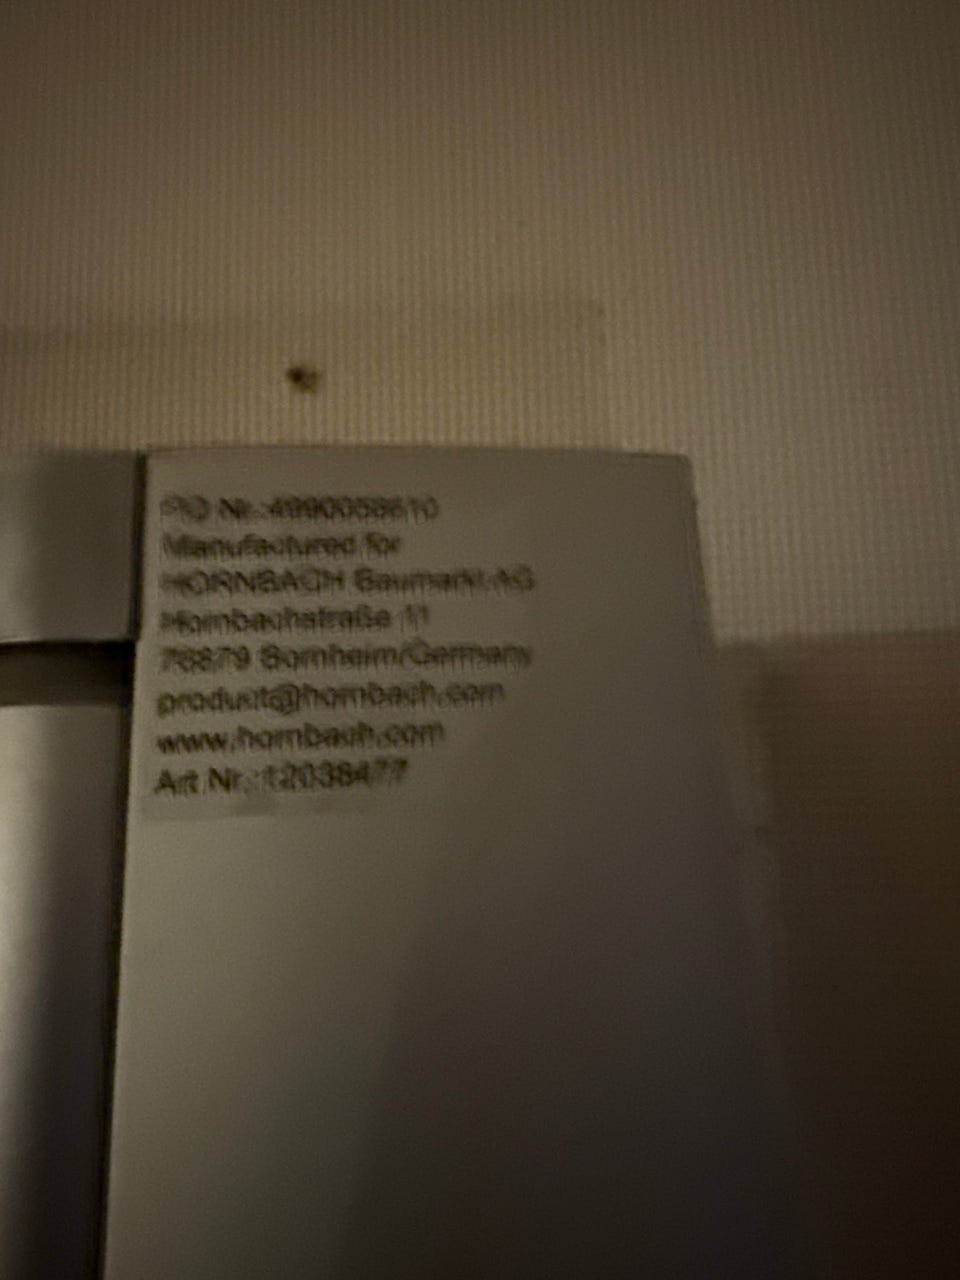 PO Nr.:
Manufactured for
HORNBACH Baumarkt AG
Hornbachstraße 11
76879 Bornheim/Germany
product@hornbach.com
www.hornbach.com
Art Nr.: 12038477